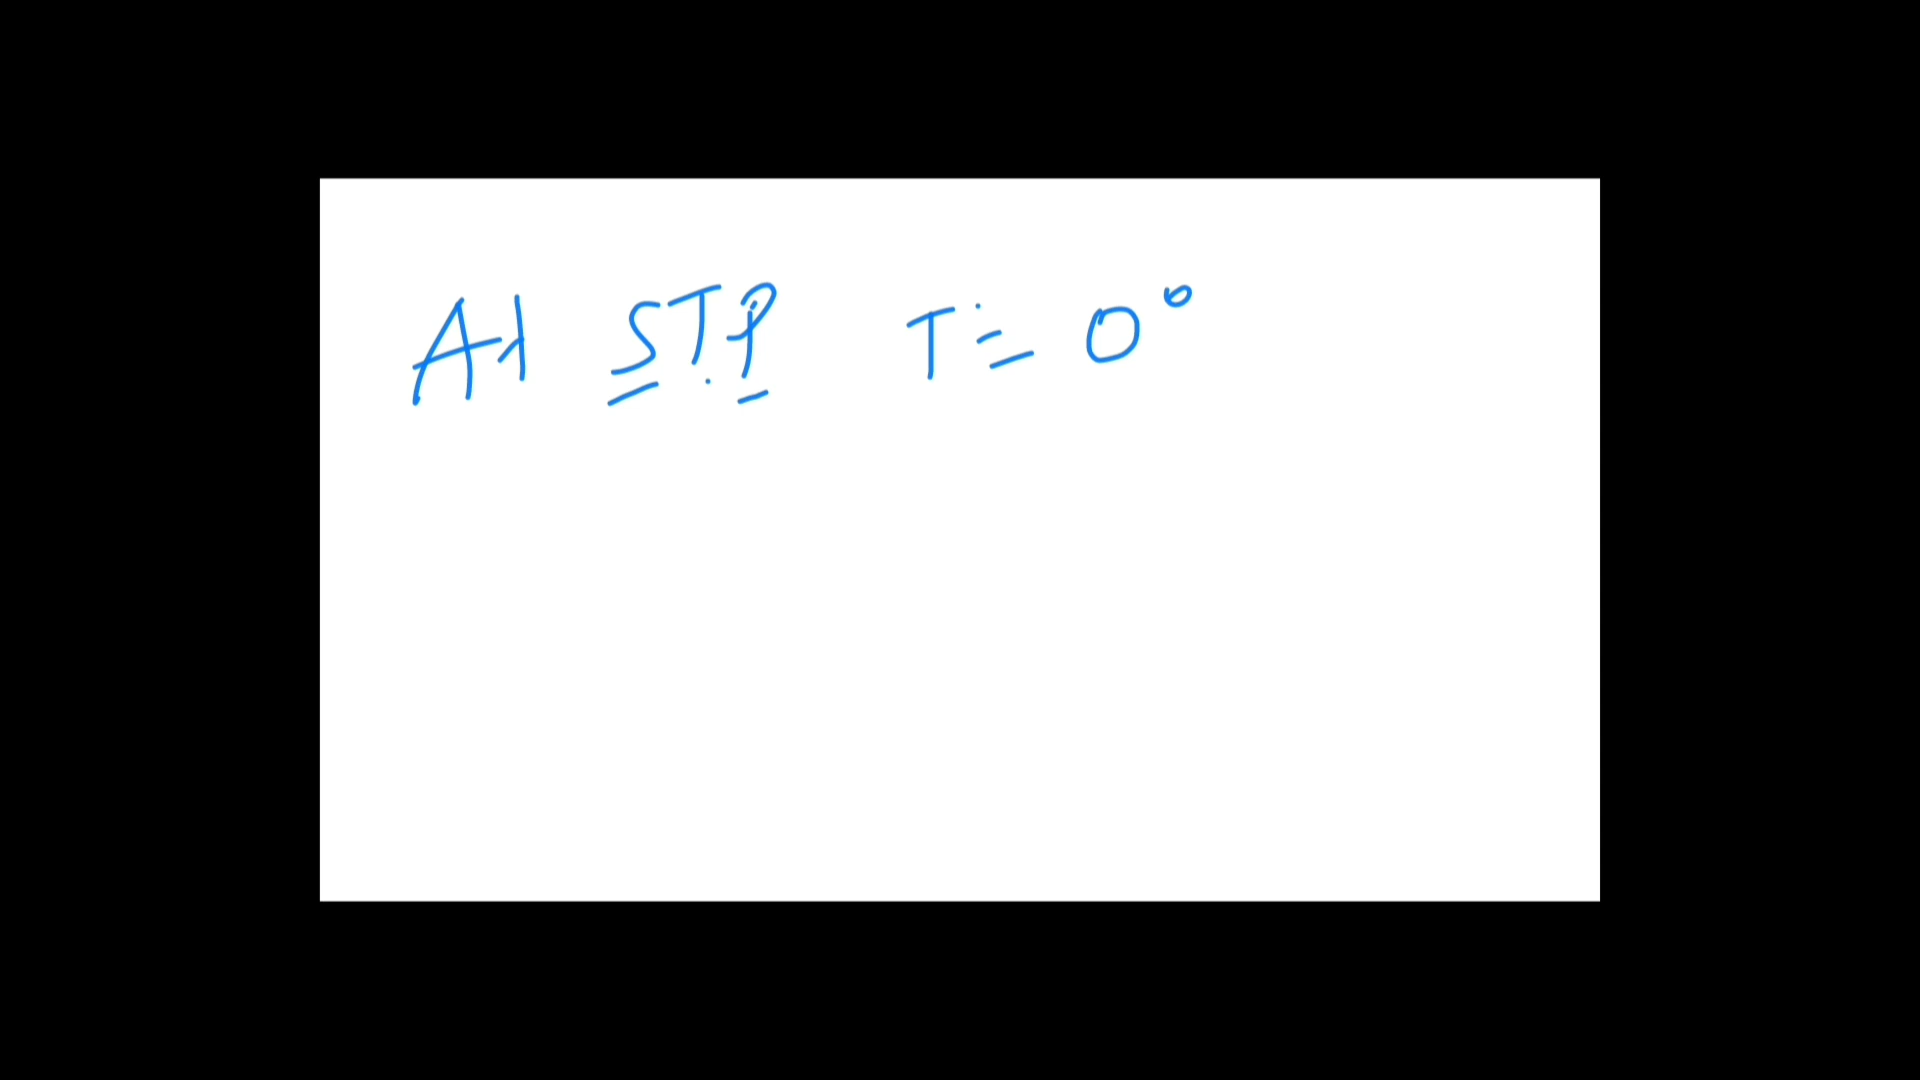 At STP T = 0°